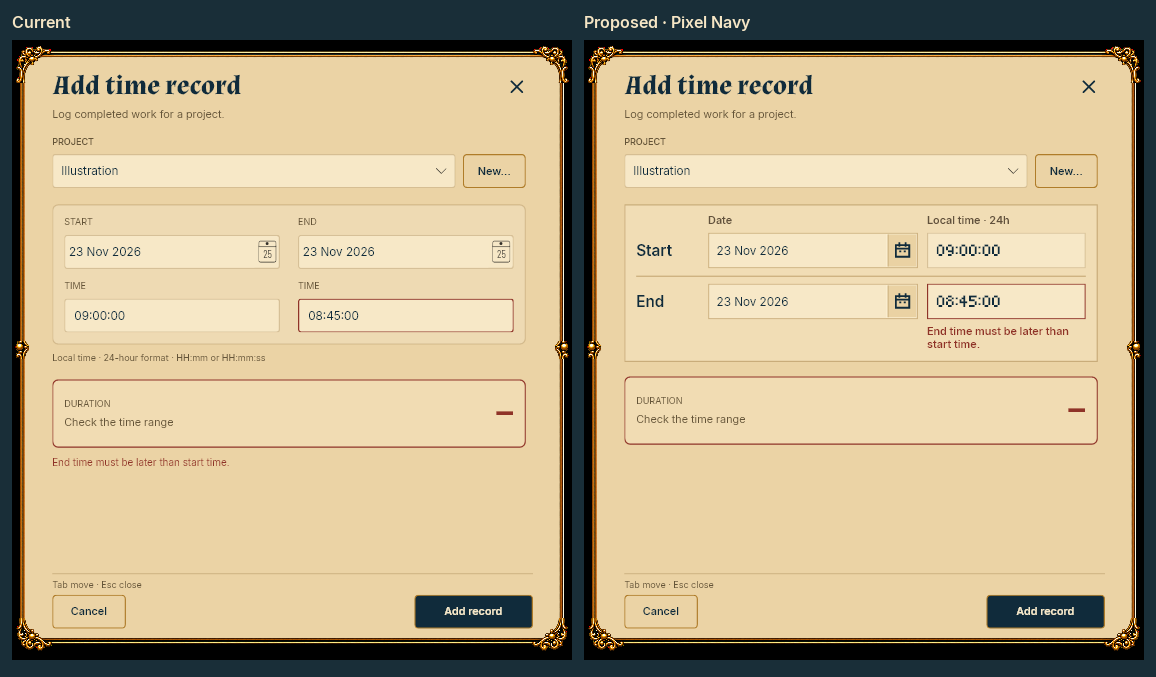 Current
Add time record
Log completed work for a project.
PROJECT
Illustration
New...
START
END
23 Nov 2026
25
23 Nov 2026
25
TIME
TIME
09:00:00
08:45:00
Local time · 24-hour format · HH:mm or HH:mm:ss
DURATION
Check the time range
End time must be later than start time.
Tab move · Esc close
Cancel
Add record
Proposed · Pixel Navy
Add time record
Log completed work for a project.
PROJECT
Illustration
New...
Date
Local time · 24h
Start
23 Nov 2026
09:00:00
End
23 Nov 2026
08:45:00
End time must be later than
start time.
DURATION
Check the time range
Tab move · Esc close
Cancel
Add record